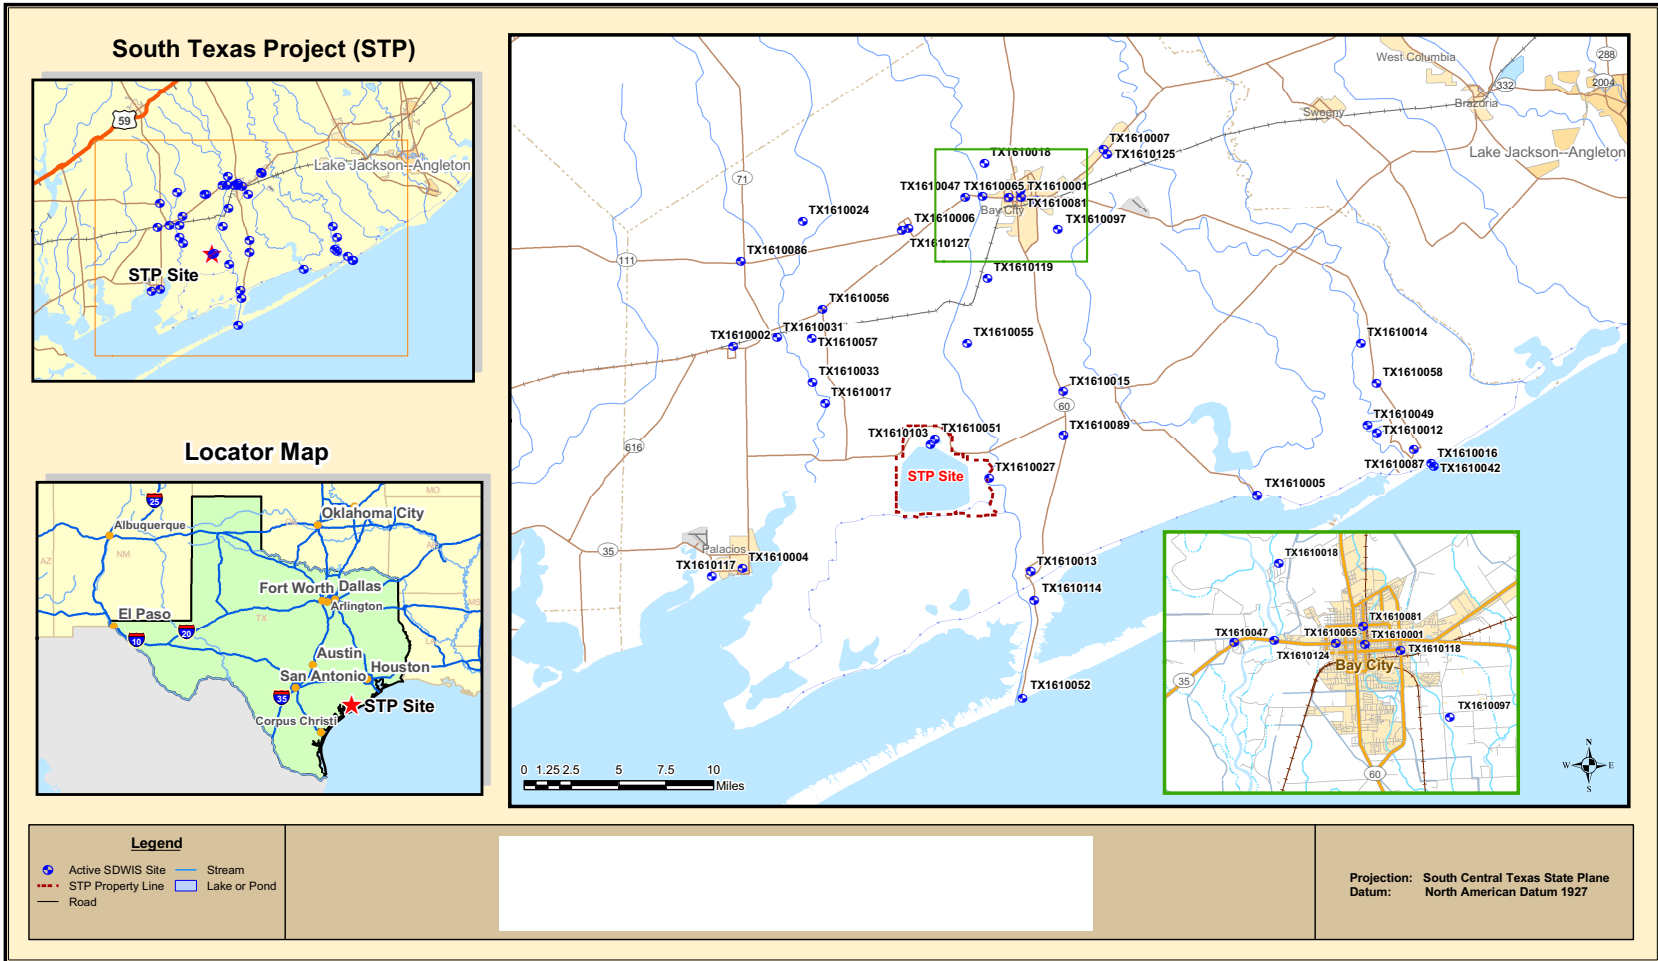 South Texas Project (STP)
59
Lake Jackson--Angleton
STP Site
Locator Map
25
MO
Albuquerque
Oklahoma City
AZ
NM
Fort Worth
Dallas
Arlington
TX
El Paso
10
20
Austin
Houston
San Antonio
35
STP Site
Corpus Christi
West Columbia
288
332
2004
Brazoria
Sweeny
Lake Jackson--Angleton
TX1610007
TX1610125
TX1610018
71
TX1610047
TX1610065
TX1610001
TX1610081
Bay City
TX1610024
TX1610006
TX1610097
TX1610127
TX1610086
111
TX1610119
TX1610056
TX1610002
TX1610031
TX1610057
TX1610055
TX1610014
TX1610033
TX1610017
TX1610015
TX1610058
60
TX1610049
TX1610012
TX1610103
TX1610051
TX1610089
616
TX1610027
TX1610087
TX1610016
TX1610042
STP Site
TX1610005
35
Palacios
TX1610004
TX1610117
TX1610013
TX1610114
TX1610052
0 1.25 2.5 5 7.5 10
Miles
TX1610018
TX1610081
TX1610047
TX1610065
TX1610001
TX1610124
TX1610118
Bay City
35
TX1610097
60
N
W
E
S
Legend
Active SDWIS Site
Stream
STP Property Line
Lake or Pond
Road
Projection: South Central Texas State Plane
Datum: North American Datum 1927